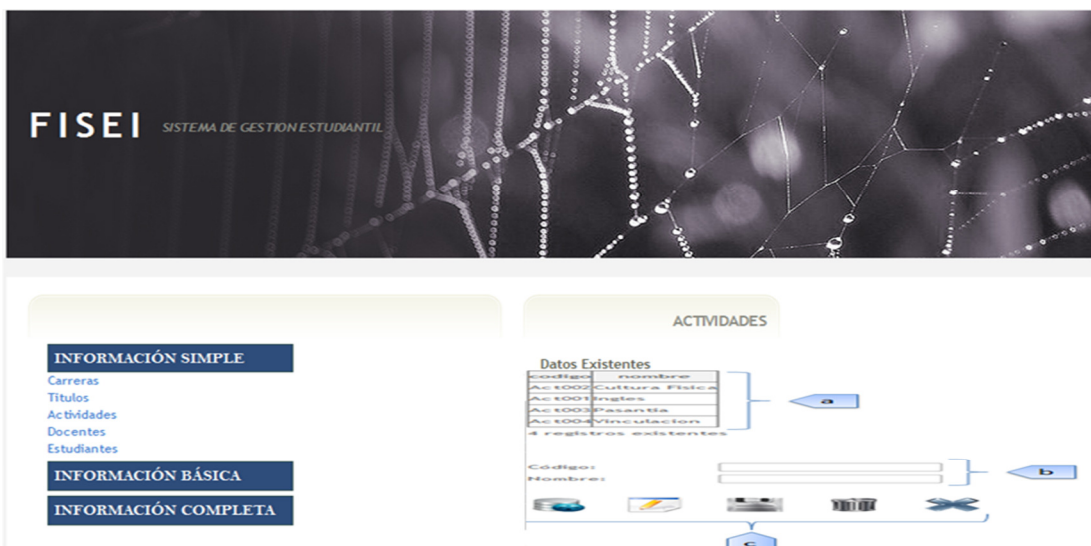 FISEI SISTEMA DE GESTION ESTUDIANTIL
INFORMACIÓN SIMPLE
Carreras
Titulos
Actividades
Docentes
Estudiantes
INFORMACIÓN BÁSICA
INFORMACIÓN COMPLETA
ACTIVIDADES
Datos Existentes
codigo nombre
Act002 Cultura Fisica
Act001 Ingles
Act003 Pasantia
Act004 Vinculacion
4 registros existentes
a
Código:
Nombre:
b
c